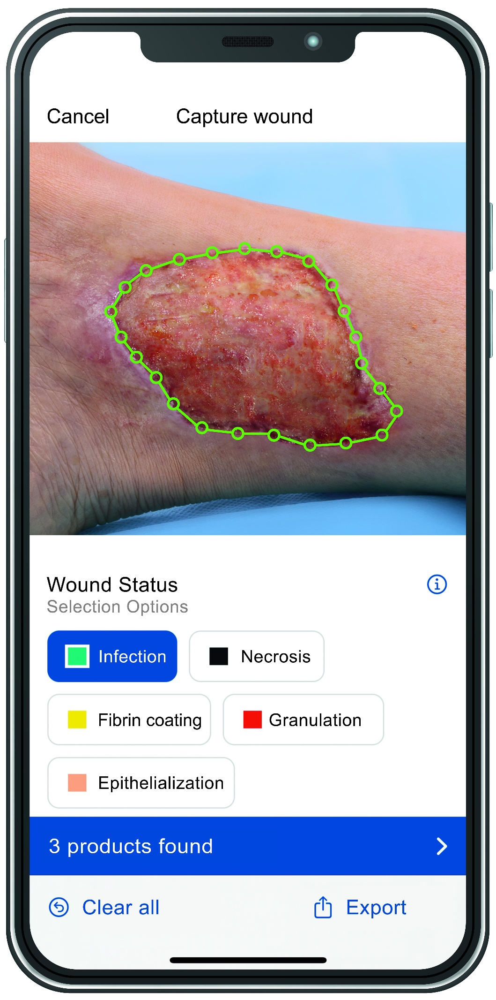 Cancel
Capture wound
Wound Status
Selection Options
Infection
Necrosis
Fibrin coating
Granulation
Epithelialization
3 products found
Clear all
Export